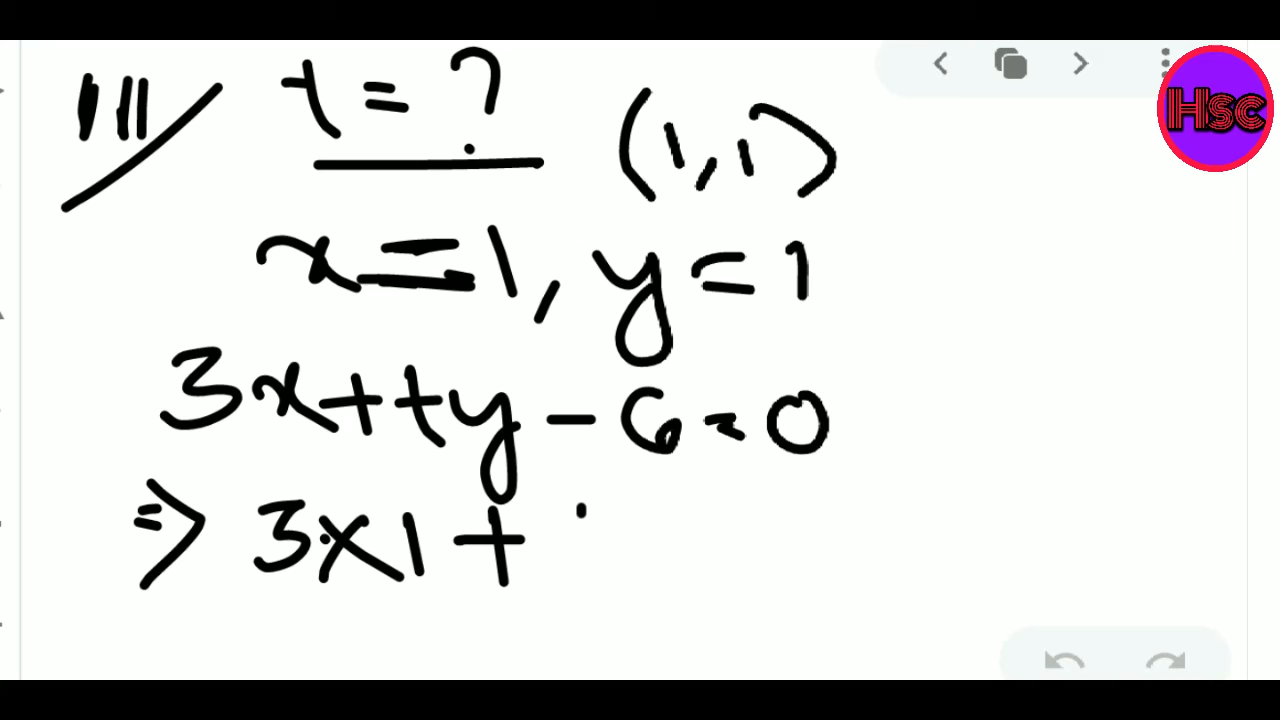 III t = ? (1,1)
Hsc
x = 1, y = 1
3x + ty - 6 = 0
⇒ 3×1 +